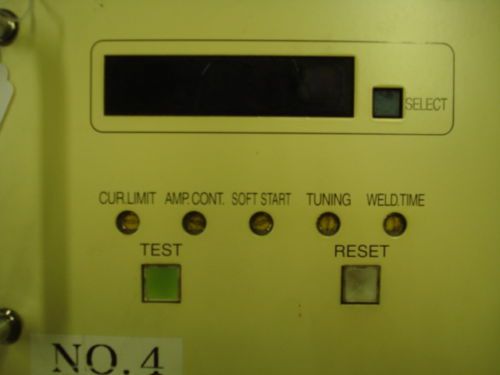 SELECT
CUR.LIMIT AMP.CONT. SOFT START TUNING WELD.TIME
TEST RESET
NO.4